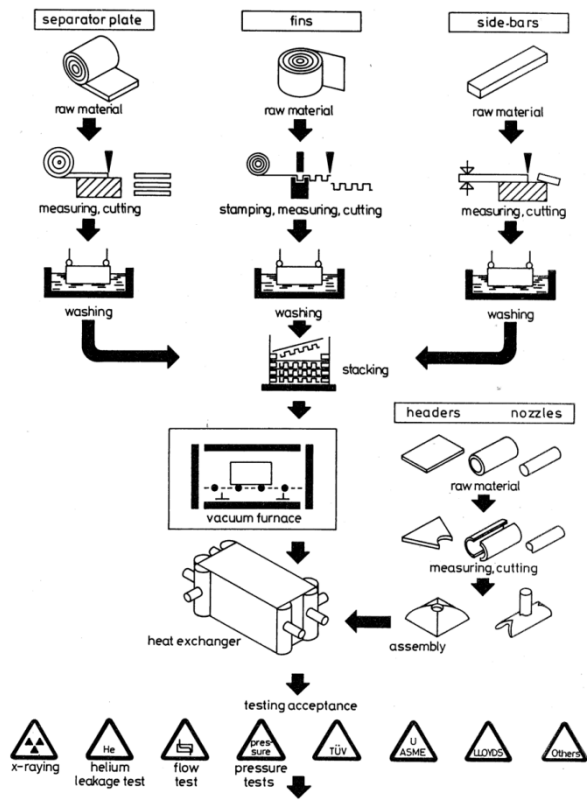 separator plate
fins
side-bars
raw material
raw material
raw material
measuring, cutting
stamping, measuring, cutting
measuring, cutting
washing
washing
washing
stacking
headers nozzles
raw material
vacuum furnace
measuring, cutting
heat exchanger
assembly
testing acceptance
He
pres-
sure
TÜV
U
ASME
LLOYDS
Others
x-raying
helium
leakage test
flow
test
pressure
tests